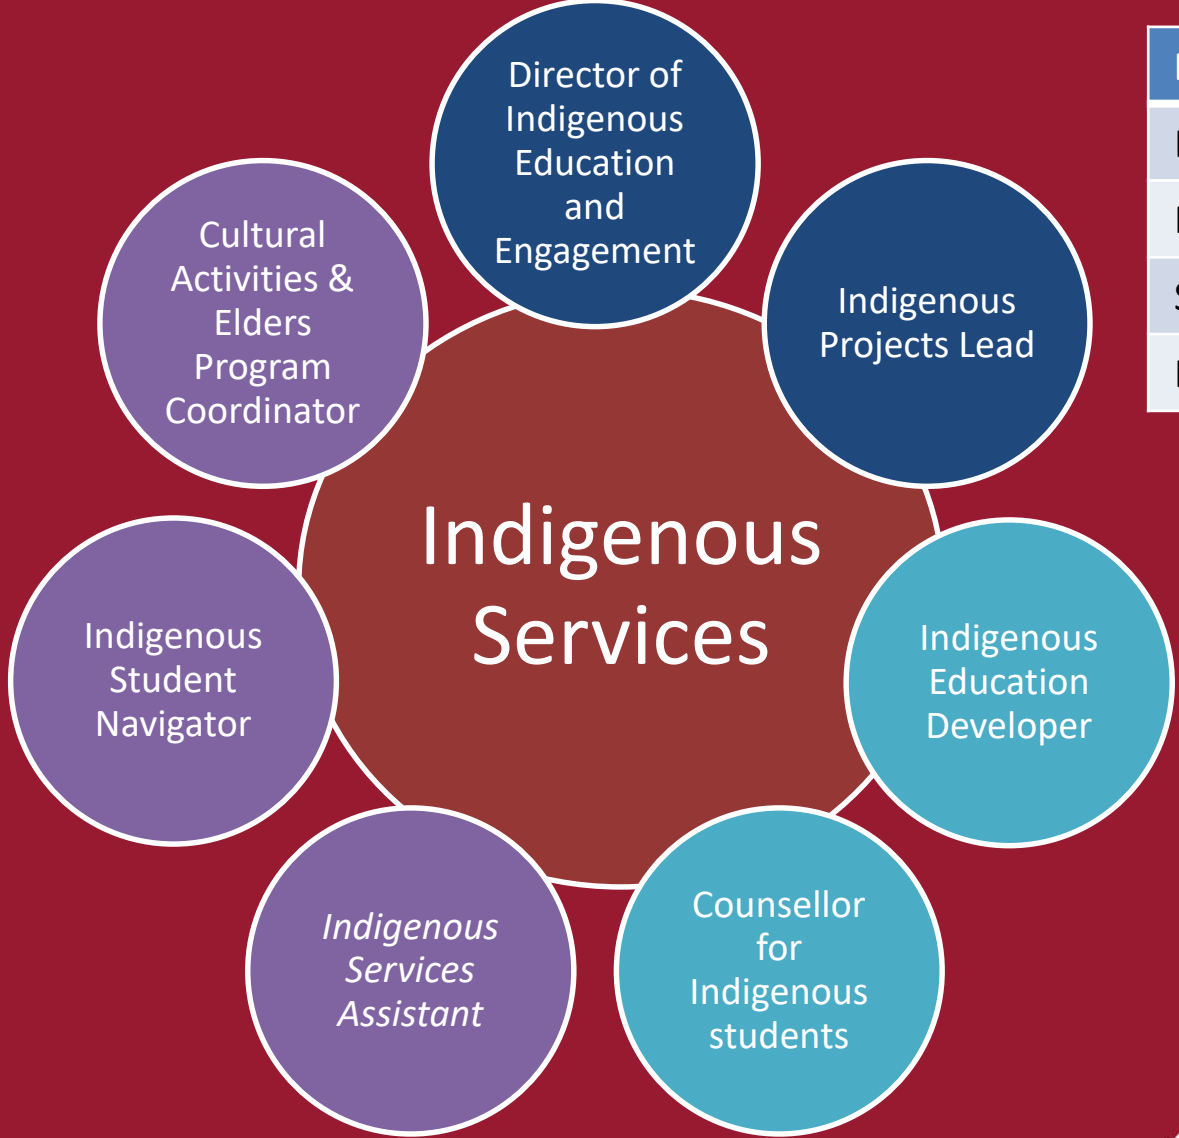 Director of
Indigenous
Education
and
Engagement
Cultural
Activities &
Elders
Program
Coordinator
Indigenous
Projects Lead
Indigenous
Services
Indigenous
Student
Navigator
Indigenous
Education
Developer
Indigenous
Services
Assistant
Counsellor
for
Indigenous
students